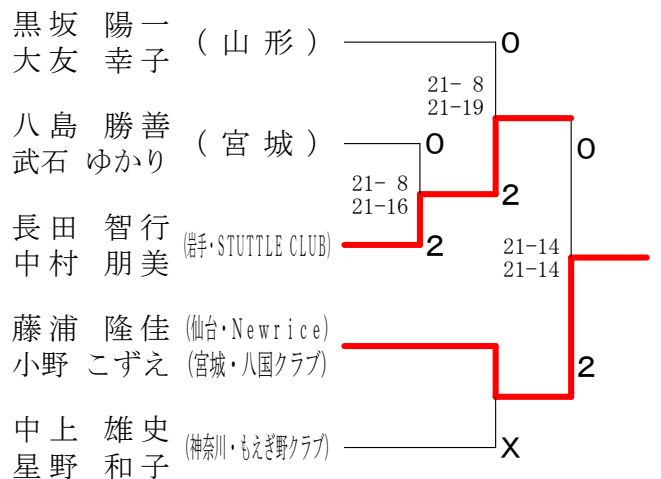 黒坂 陽一
大友 幸子
(山形)
0
21- 8
21-19
八島 勝善
武石 ゆかり
(宮城)
0
0
21- 8
21-16
2
長田 智行
中村 朋美
(岩手・STUTTLE CLUB)
2
21-14
21-14
藤浦 隆佳
(仙台・Newrice)
小野 こずえ
(宮城・八国クラブ)
2
中上 雄史
星野 和子
(神奈川・もえぎ野クラブ)
X